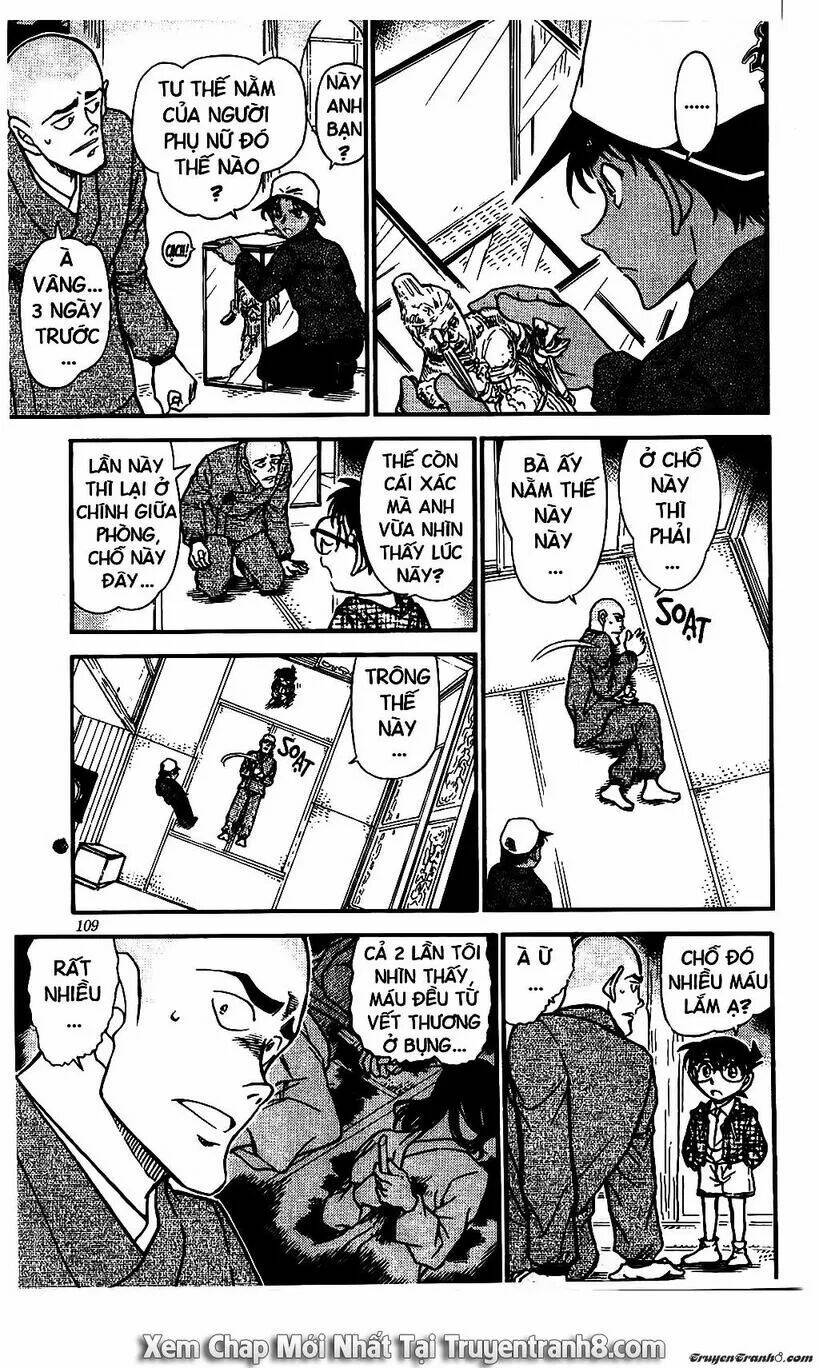 ......
NÀY
ANH
BẠN
?
TƯ THẾ NẰM
CỦA NGƯỜI
PHỤ NỮ ĐÓ
THẾ NÀO
?
CẠCH!
À
VÂNG...
3 NGÀY
TRƯỚC
...
Ở CHỖ
NÀY
THÌ
PHẢI
...
BÀ ẤY
NẰM THẾ
NÀY
NÀY
...
SOẠT
THẾ CÒN
CÁI XÁC
MÀ ANH
VỪA NHÌN
THẤY LÚC
NÃY?
LẦN NÀY
THÌ LẠI Ở
CHÍNH GIỮA
PHÒNG,
CHỖ NÀY
ĐÂY...
TRÔNG
THẾ
NÀY
...
SOẠT
109
CHỖ ĐÓ
NHIỀU MÁU
LẮM Ạ?
À Ừ
...
CẢ 2 LẦN TÔI
NHÌN THẤY,
MÁU ĐỀU TỪ
VẾT THƯƠNG
Ở BỤNG...
RẤT
NHIỀU
...
Xem Chap Mới Nhất Tại Truyentranh8.com
TruyenTranh8.com